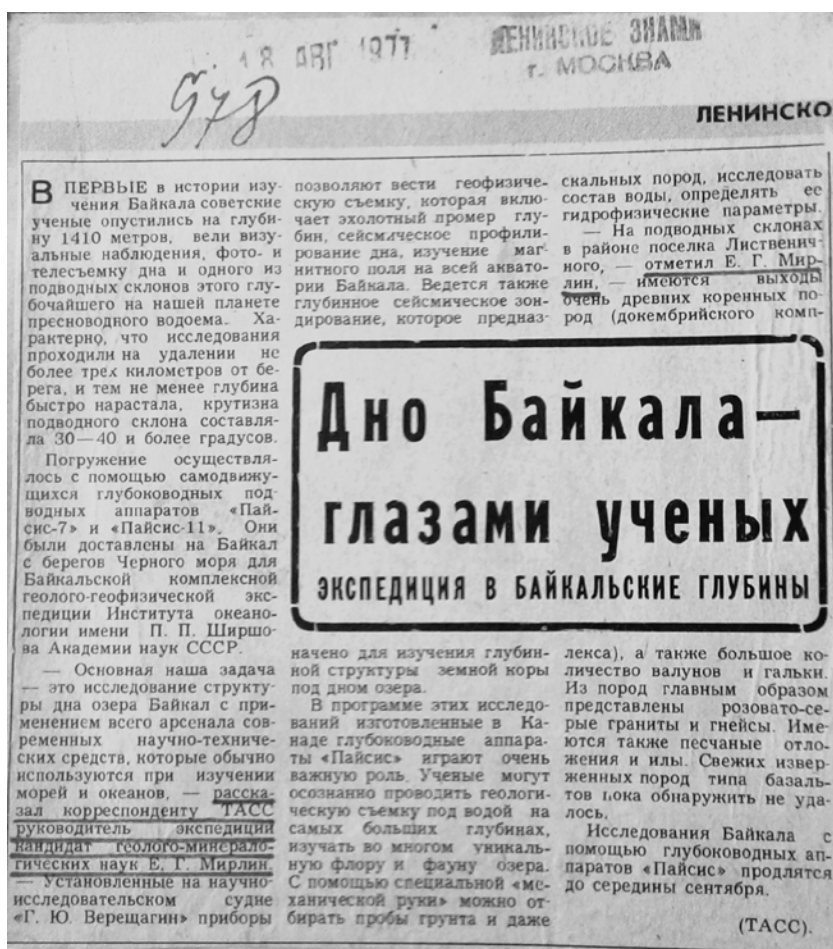 18 АВГ 1977
ЛЕНИНСКОЕ ЗНАМЯ
г. МОСКВА
578
ЛЕНИНСКО
ВПЕРВЫЕ в истории изу-
чения Байкала советские
ученые опустились на глуби-
ну 1410 метров, вели визу-
альные наблюдения, фото- и
телесъемку дна и одного из
подводных склонов этого глу-
бочайшего на нашей планете
пресноводного водоема. Ха-
рактерно, что исследования
проходили на удалении не
более трех километров от бе-
рега, и тем не менее глубина
быстро нарастала, крутизна
подводного склона составля-
ла 30—40 и более градусов.
Погружение осуществля-
лось с помощью самодвижу-
щихся глубоководных под-
водных аппаратов «Пай-
сис-7» и «Пайсис-11». Они
были доставлены на Байкал
с берегов Черного моря для
Байкальской комплексной
геолого-геофизической экс-
педиции Института океано-
логии имени П. П. Ширшо-
ва Академии наук СССР.
— Основная наша задача
— это исследование структу-
ры дна озера Байкал с при-
менением всего арсенала сов-
ременных научно-техниче-
ских средств, которые обычно
используются при изучении
морей и океанов, — расска-
зал корреспонденту ТАСС
руководитель экспедиции
кандидат геолого-минерало-
гических наук Е. Г. Мирлин.
— Установленные на научно-
исследовательском судне
«Г. Ю. Верещагин» приборы
позволяют вести геофизиче-
скую съемку, которая вклю-
чает эхолотный промер глу-
бин, сейсмическое профили-
рование дна, изучение маг-
нитного поля на всей аквато-
рии Байкала. Ведется также
глубинное сейсмическое зон-
дирование, которое предназ-
Дно Байкала—
глазами ученых
ЭКСПЕДИЦИЯ В БАЙКАЛЬСКИЕ ГЛУБИНЫ
начено для изучения глубин-
ной структуры земной коры
под дном озера.
В программе этих исследо-
ваний изготовленные в Ка-
наде глубоководные аппара-
ты «Пайсис» играют очень
важную роль. Ученые могут
осознанно проводить геологи-
ческую съемку под водой на
самых больших глубинах,
изучать во многом уникаль-
ную флору и фауну озера.
С помощью специальной «ме-
ханической руки» можно от-
бирать пробы грунта и даже
скальных пород, исследовать
состав воды, определять ее
гидрофизические параметры.
— На подводных склонах
в районе поселка Лиственич-
ного, — отметил Е. Г. Мир-
лин, — имеются выходы
очень древних коренных по-
род (докембрийского комп-
лекса), а также большое ко-
личество валунов и гальки.
Из пород главным образом
представлены розовато-се-
рые граниты и гнейсы. Име-
ются также песчаные отло-
жения и илы. Свежих извер-
женных пород типа базаль-
тов пока обнаружить не уда-
лось.
Исследования Байкала с
помощью глубоководных ап-
паратов «Пайсис» продлятся
до середины сентября.
(ТАСС).